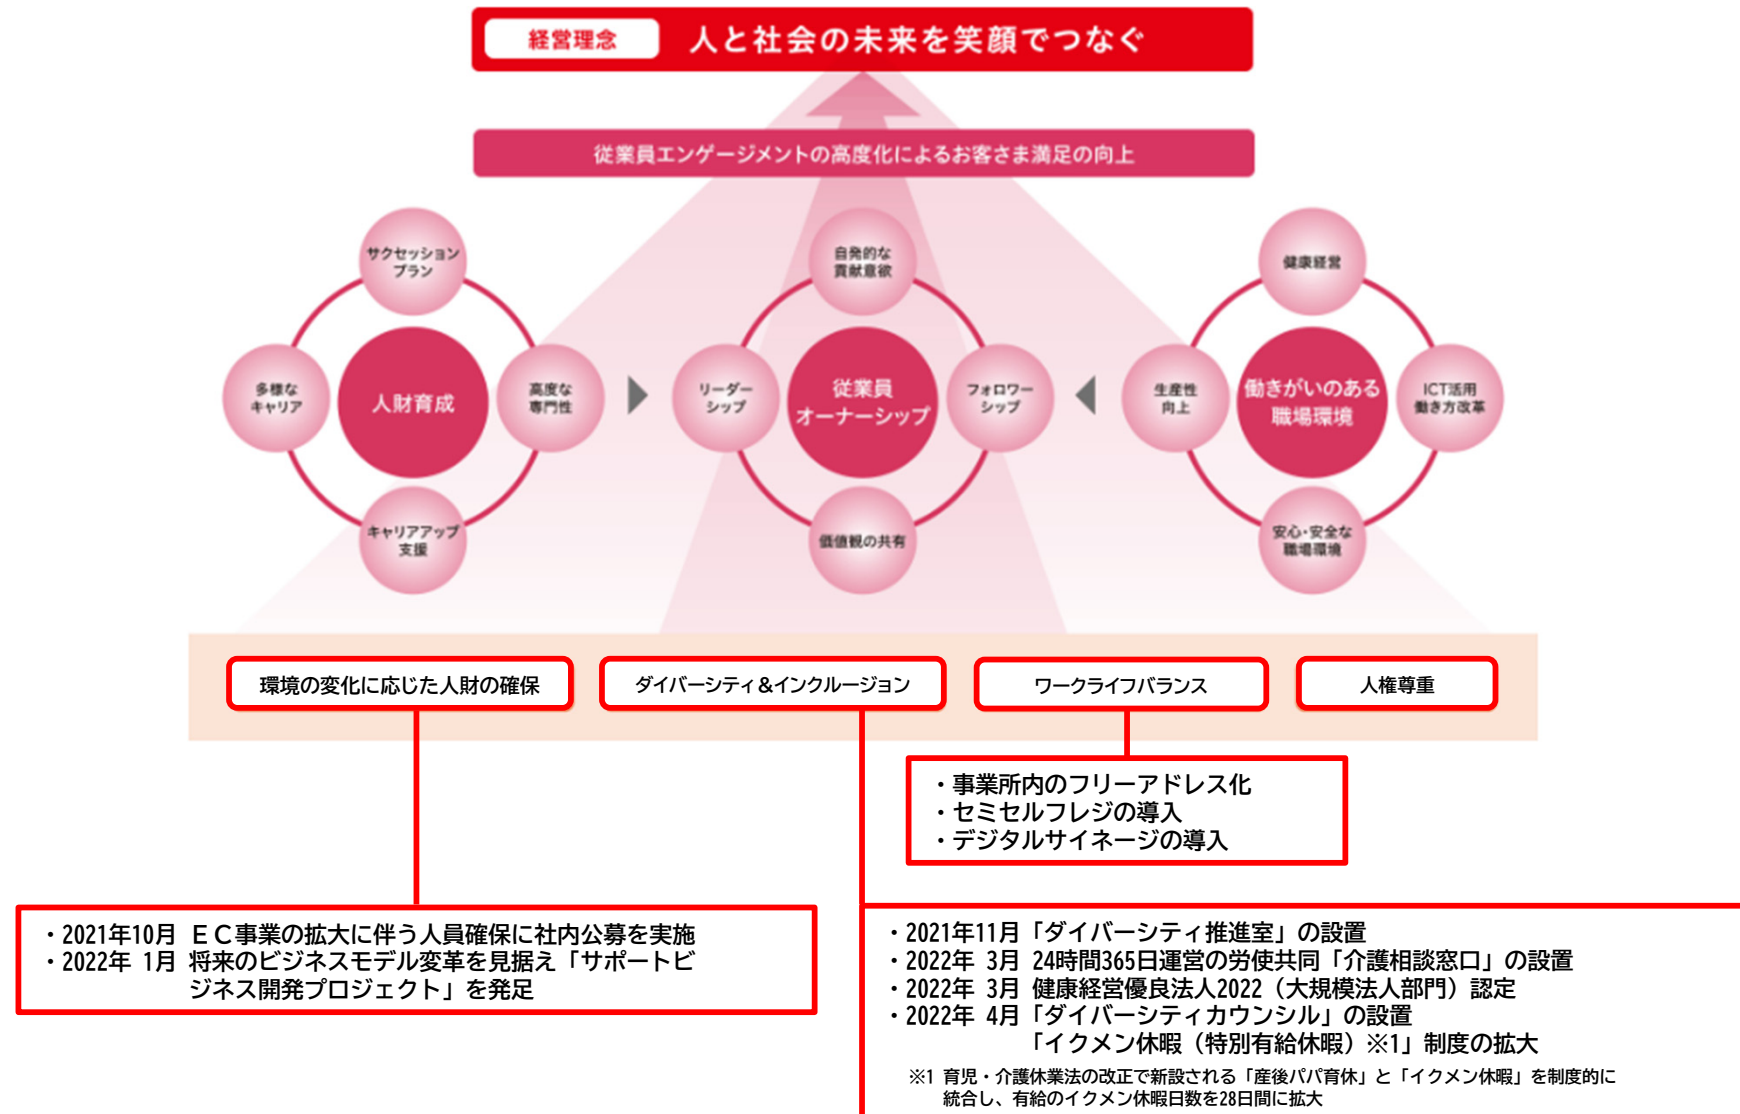 経営理念 人と社会の未来を笑顔でつなぐ
従業員エンゲージメントの高度化によるお客さま満足の向上
サクセッション
プラン
多様な
キャリア
人財育成
高度な
専門性
キャリアアップ
支援
自発的な
貢献意欲
リーダー
シップ
従業員
オーナーシップ
フォロワー
シップ
価値観の共有
健康経営
生産性
向上
働きがいのある
職場環境
ICT活用
働き方改革
安心・安全な
職場環境
環境の変化に応じた人財の確保
ダイバーシティ＆インクルージョン
ワークライフバランス
人権尊重
・事業所内のフリーアドレス化
・セミセルフレジの導入
・デジタルサイネージの導入
・2021年10月 ＥＣ事業の拡大に伴う人員確保に社内公募を実施
・2022年 1月 将来のビジネスモデル変革を見据え「サポートビ
ジネス開発プロジェクト」を発足
・2021年11月「ダイバーシティ推進室」の設置
・2022年 3月 24時間365日運営の労使共同「介護相談窓口」の設置
・2022年 3月 健康経営優良法人2022（大規模法人部門）認定
・2022年 4月「ダイバーシティカウンシル」の設置
「イクメン休暇（特別有給休暇）※1」制度の拡大
※1 育児・介護休業法の改正で新設される「産後パパ育休」と「イクメン休暇」を制度的に
統合し、有給のイクメン休暇日数を28日間に拡大